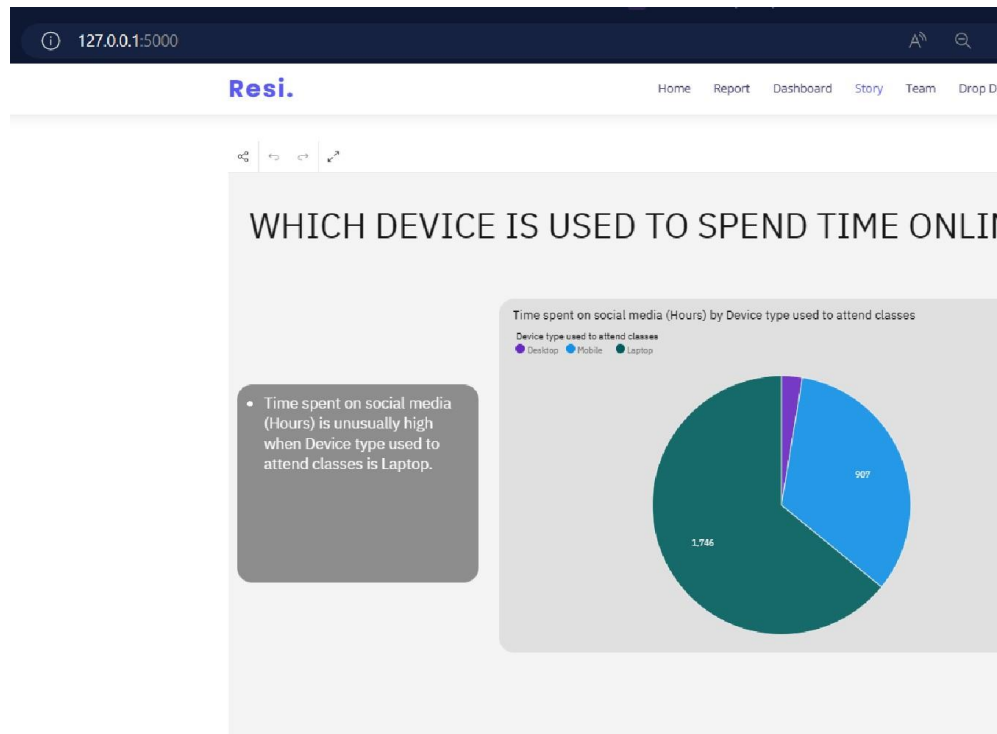 127.0.0.1:5000
Resi.
Home Report Dashboard Story Team Drop D
WHICH DEVICE IS USED TO SPEND TIME ONLIN
Time spent on social media (Hours) by Device type used to attend classes
Device type used to attend classes
Desktop Mobile Laptop
• Time spent on social media
(Hours) is unusually high
when Device type used to
attend classes is Laptop.
907
1,746